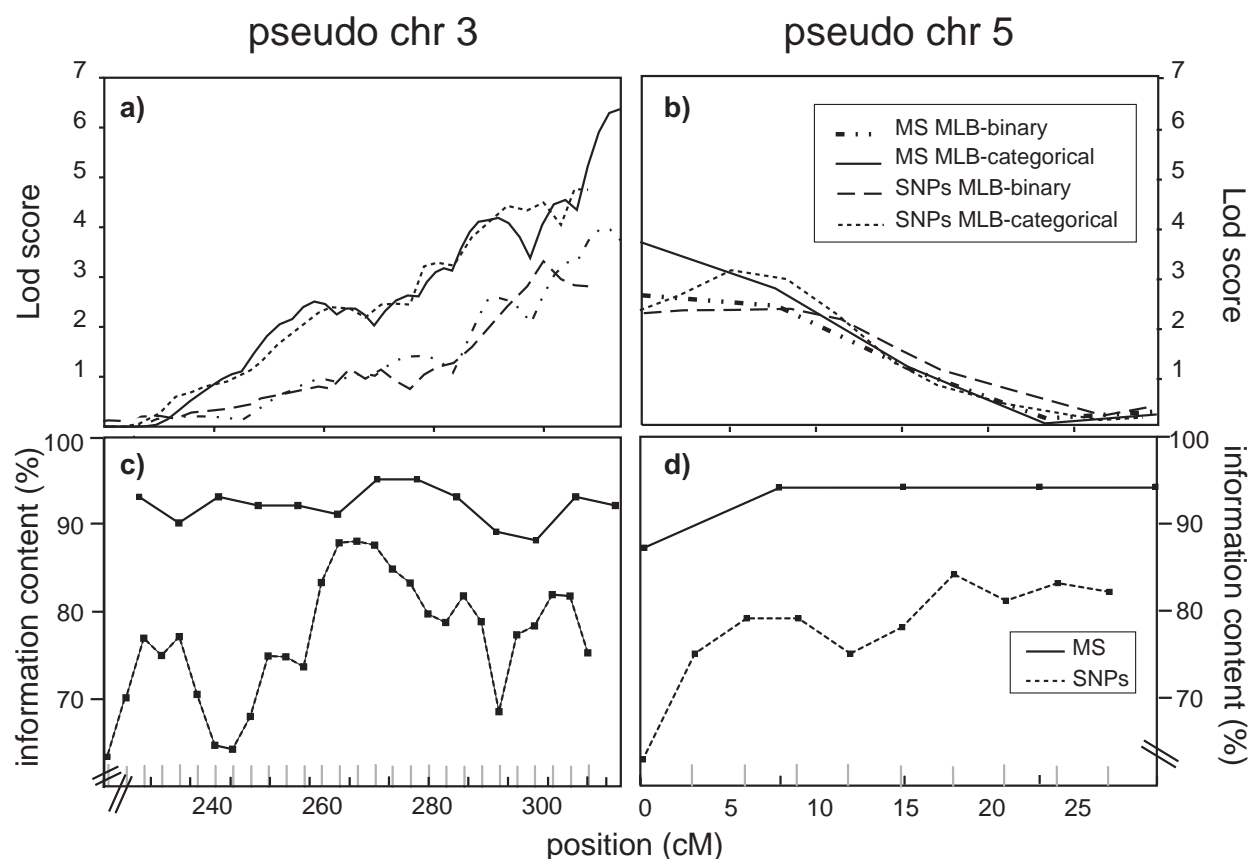 pseudo chr 3
pseudo chr 5
a)
7
6
5
4
3
2
1
Lod score
b)
MS MLB-binary
MS MLB-categorical
SNPs MLB-binary
SNPs MLB-categorical
7
6
5
4
3
2
1
Lod score
c)
100
90
80
70
information content (%)
240
260
280
300
d)
MS
SNPs
100
90
80
70
information content (%)
0
5
10
15
20
25
position (cM)